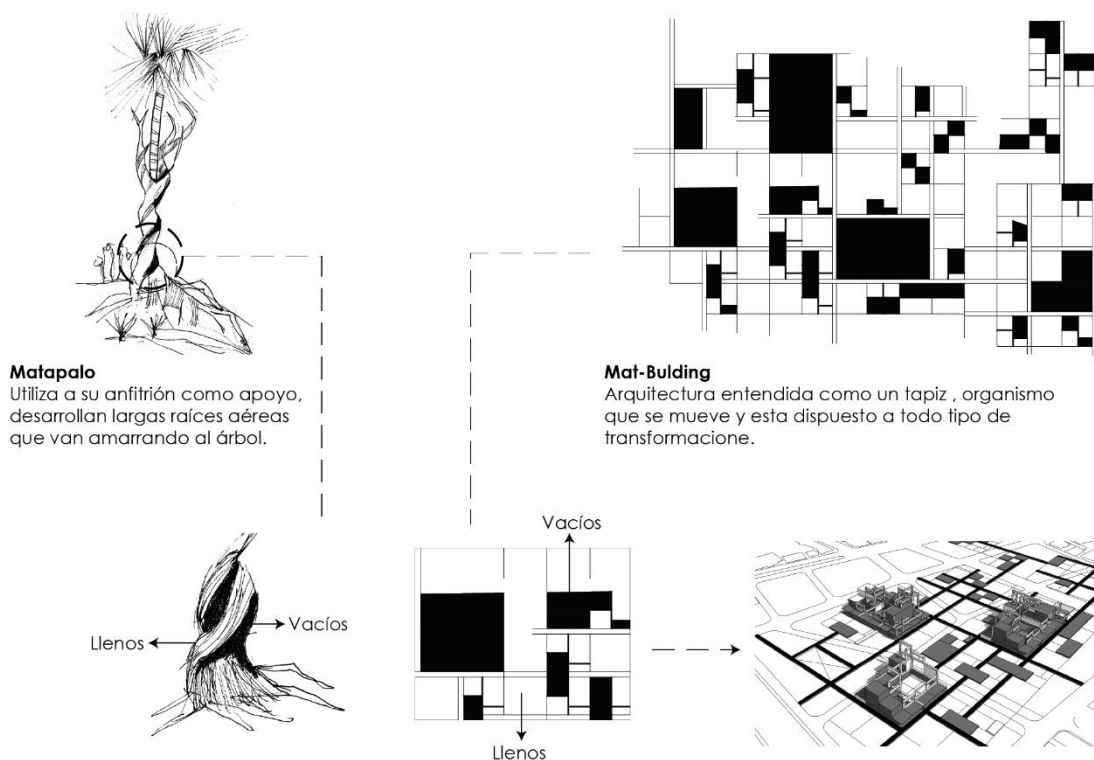 Matapalo
Utiliza a su anfitrión como apoyo,
desarrollan largas raíces aéreas
que van amarrando al árbol.
Mat-Bulding
Arquitectura entendida como un tapiz , organismo
que se mueve y esta dispuesto a todo tipo de
transformacione.
Vacíos
Llenos
Vacíos
Llenos